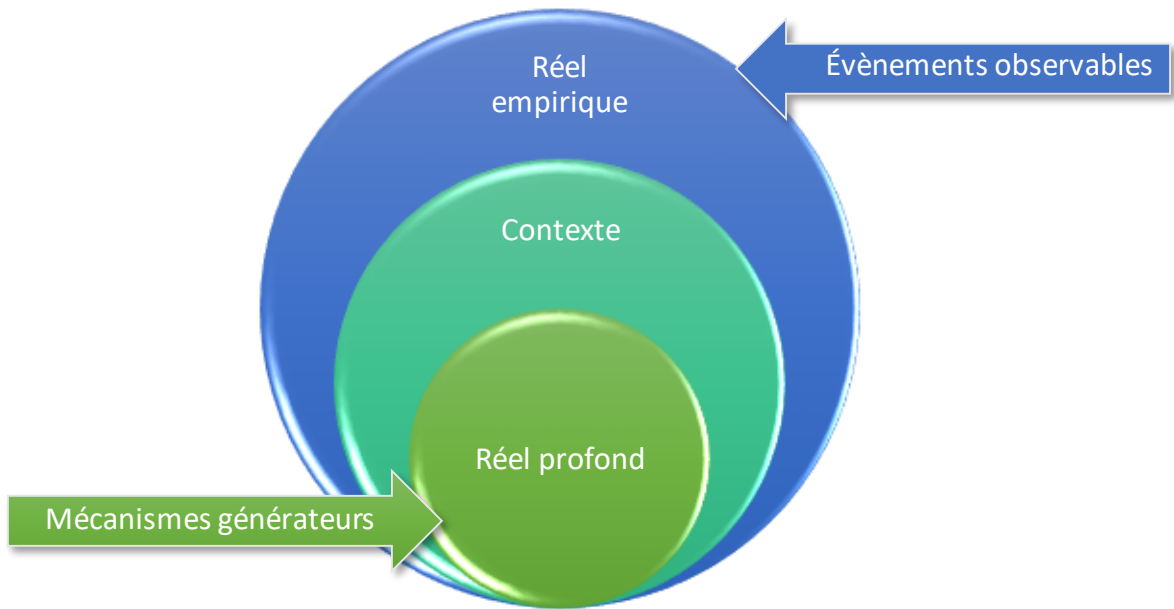 Réel
empirique
Évènements observables
Contexte
Réel profond
Mécanismes générateurs